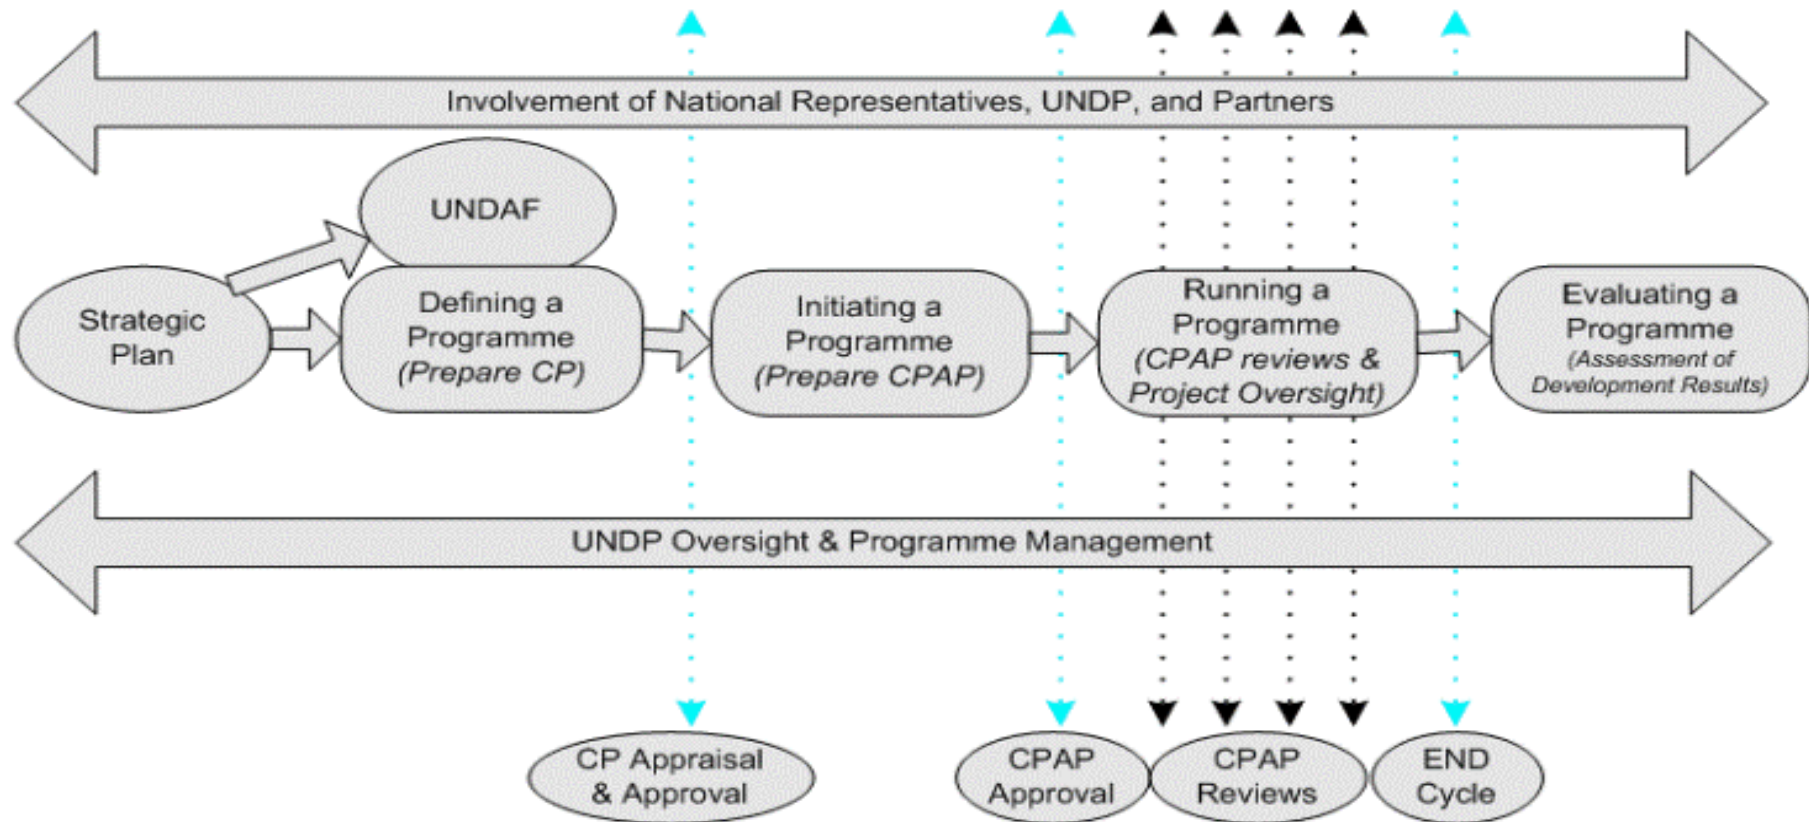 Involvement of National Representatives, UNDP, and Partners
UNDAF
Strategic
Plan
Defining a
Programme
(Prepare CP)
Initiating a
Programme
(Prepare CPAP)
Running a
Programme
(CPAP reviews &
Project Oversight)
Evaluating a
Programme
(Assessment of
Development Results)
UNDP Oversight & Programme Management
CP Appraisal
& Approval
CPAP
Approval
CPAP
Reviews
END
Cycle